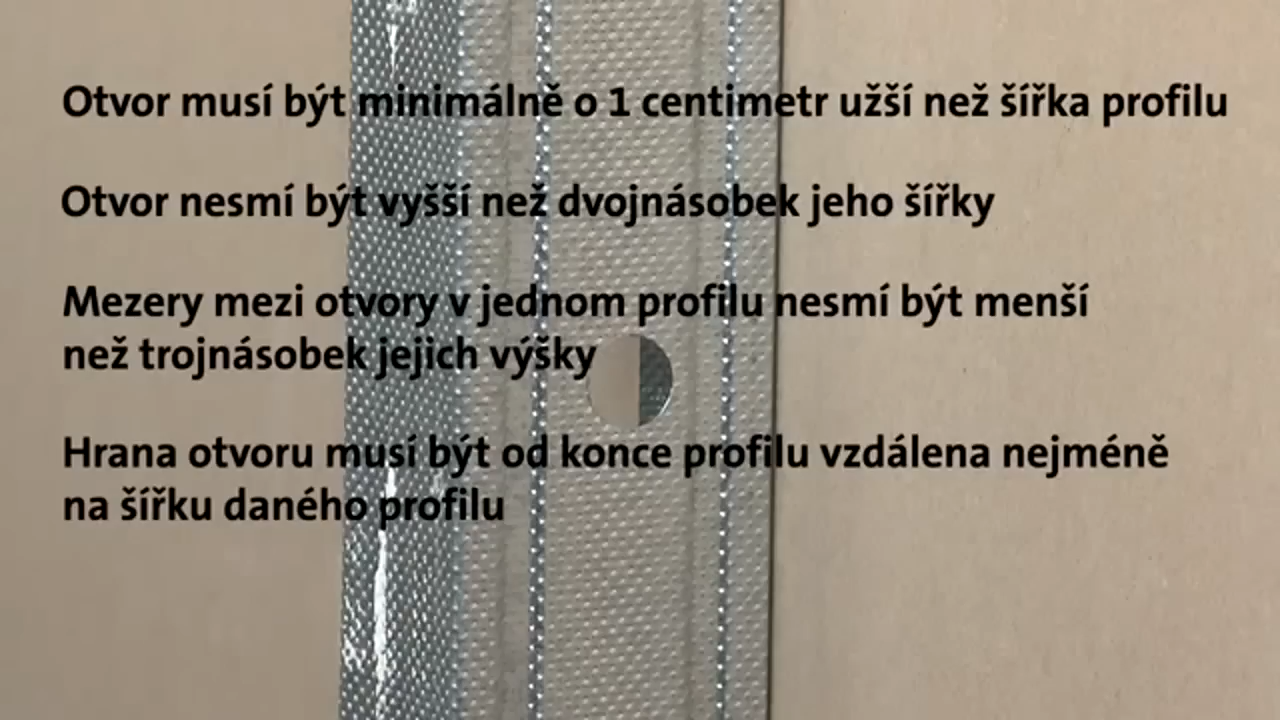 Otvor musí být minimálně o 1 centimetr užší než šířka profilu
Otvor nesmí být vyšší než dvojnásobek jeho šířky
Mezery mezi otvory v jednom profilu nesmí být menší
než trojnásobek jejich výšky
Hrana otvoru musí být od konce profilu vzdálena nejméně
na šířku daného profilu